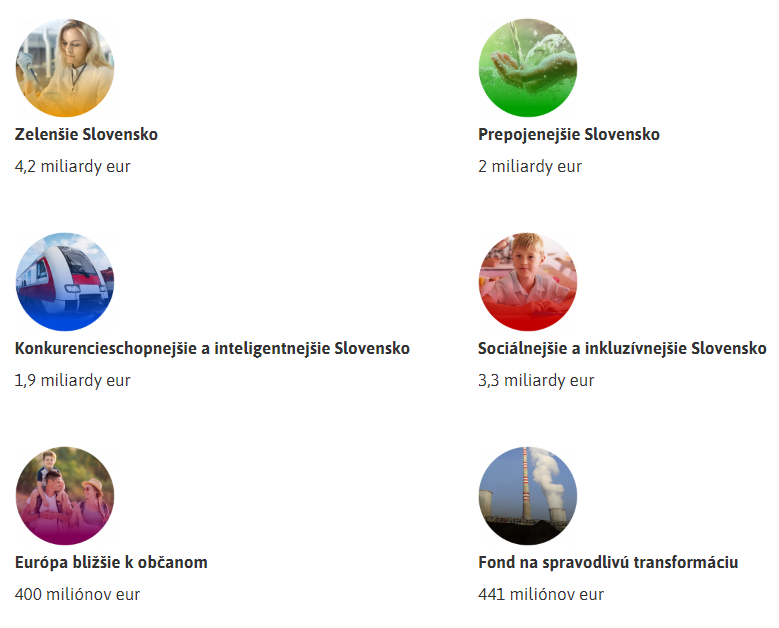 Zelenšie Slovensko
4,2 miliardy eur
Prepojenejšie Slovensko
2 miliardy eur
Konkurencieschopnejšie a inteligentnejšie Slovensko
1,9 miliardy eur
Sociálnejšie a inkluzívnejšie Slovensko
3,3 miliardy eur
Európa bližšie k občanom
400 miliónov eur
Fond na spravodlivú transformáciu
441 miliónov eur